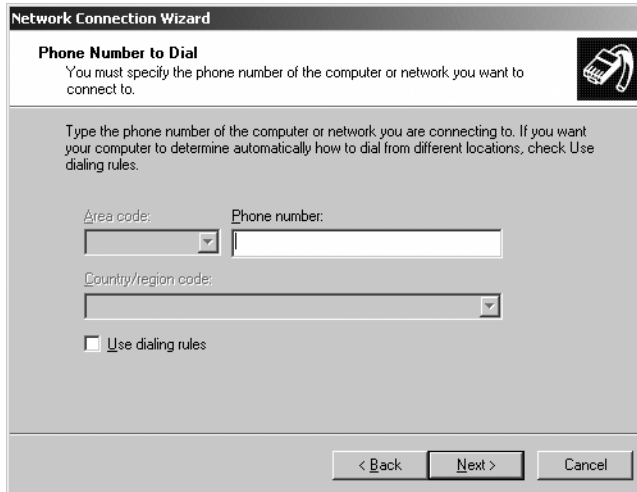 Network Connection Wizard
Phone Number to Dial
You must specify the phone number of the computer or network you want to
connect to.
Type the phone number of the computer or network you are connecting to. If you want
your computer to determine automatically how to dial from different locations, check Use
dialing rules.
Area code: Phone number:
Country/region code:
Use dialing rules
< Back Next > Cancel